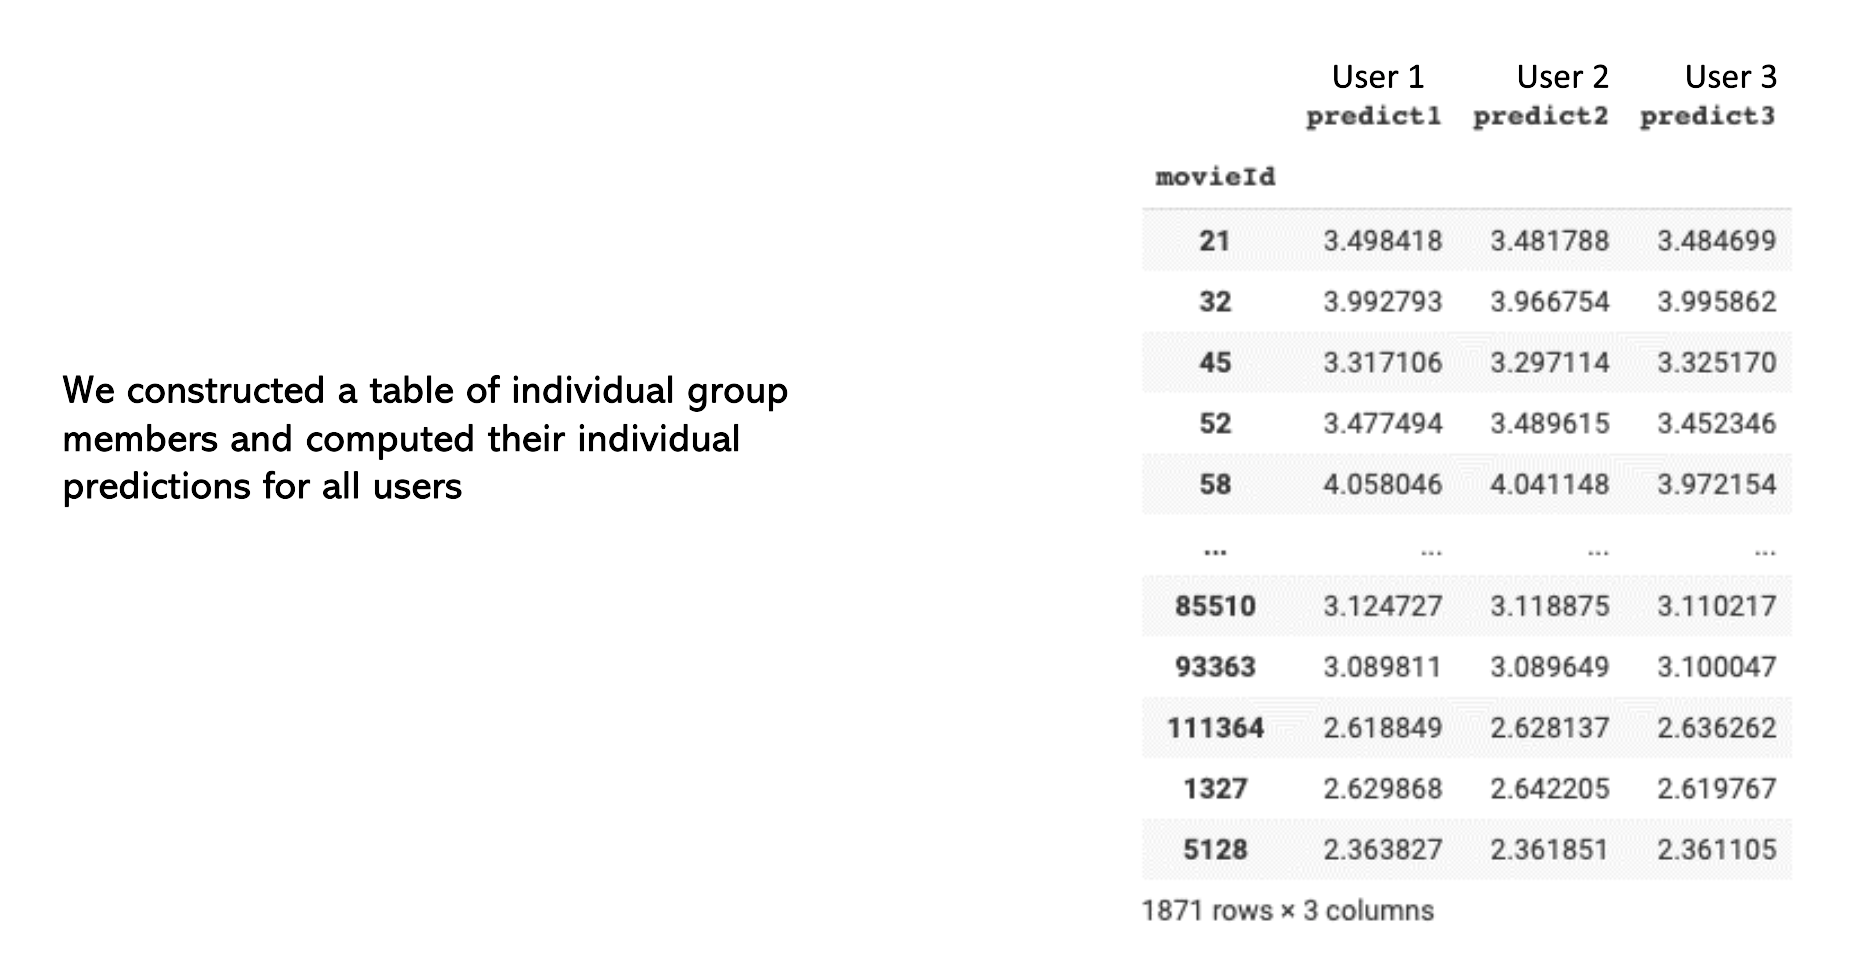 We constructed a table of individual group
members and computed their individual
predictions for all users
User 1 User 2 User 3
predict1 predict2 predict3
movieId
21 3.498418 3.481788 3.484699
32 3.992793 3.966754 3.995862
45 3.317106 3.297114 3.325170
52 3.477494 3.489615 3.452346
58 4.058046 4.041148 3.972154
... ... ... ...
85510 3.124727 3.118875 3.110217
93363 3.089811 3.089649 3.100047
111364 2.618849 2.628137 2.636262
1327 2.629868 2.642205 2.619767
5128 2.363827 2.361851 2.361105
1871 rows × 3 columns